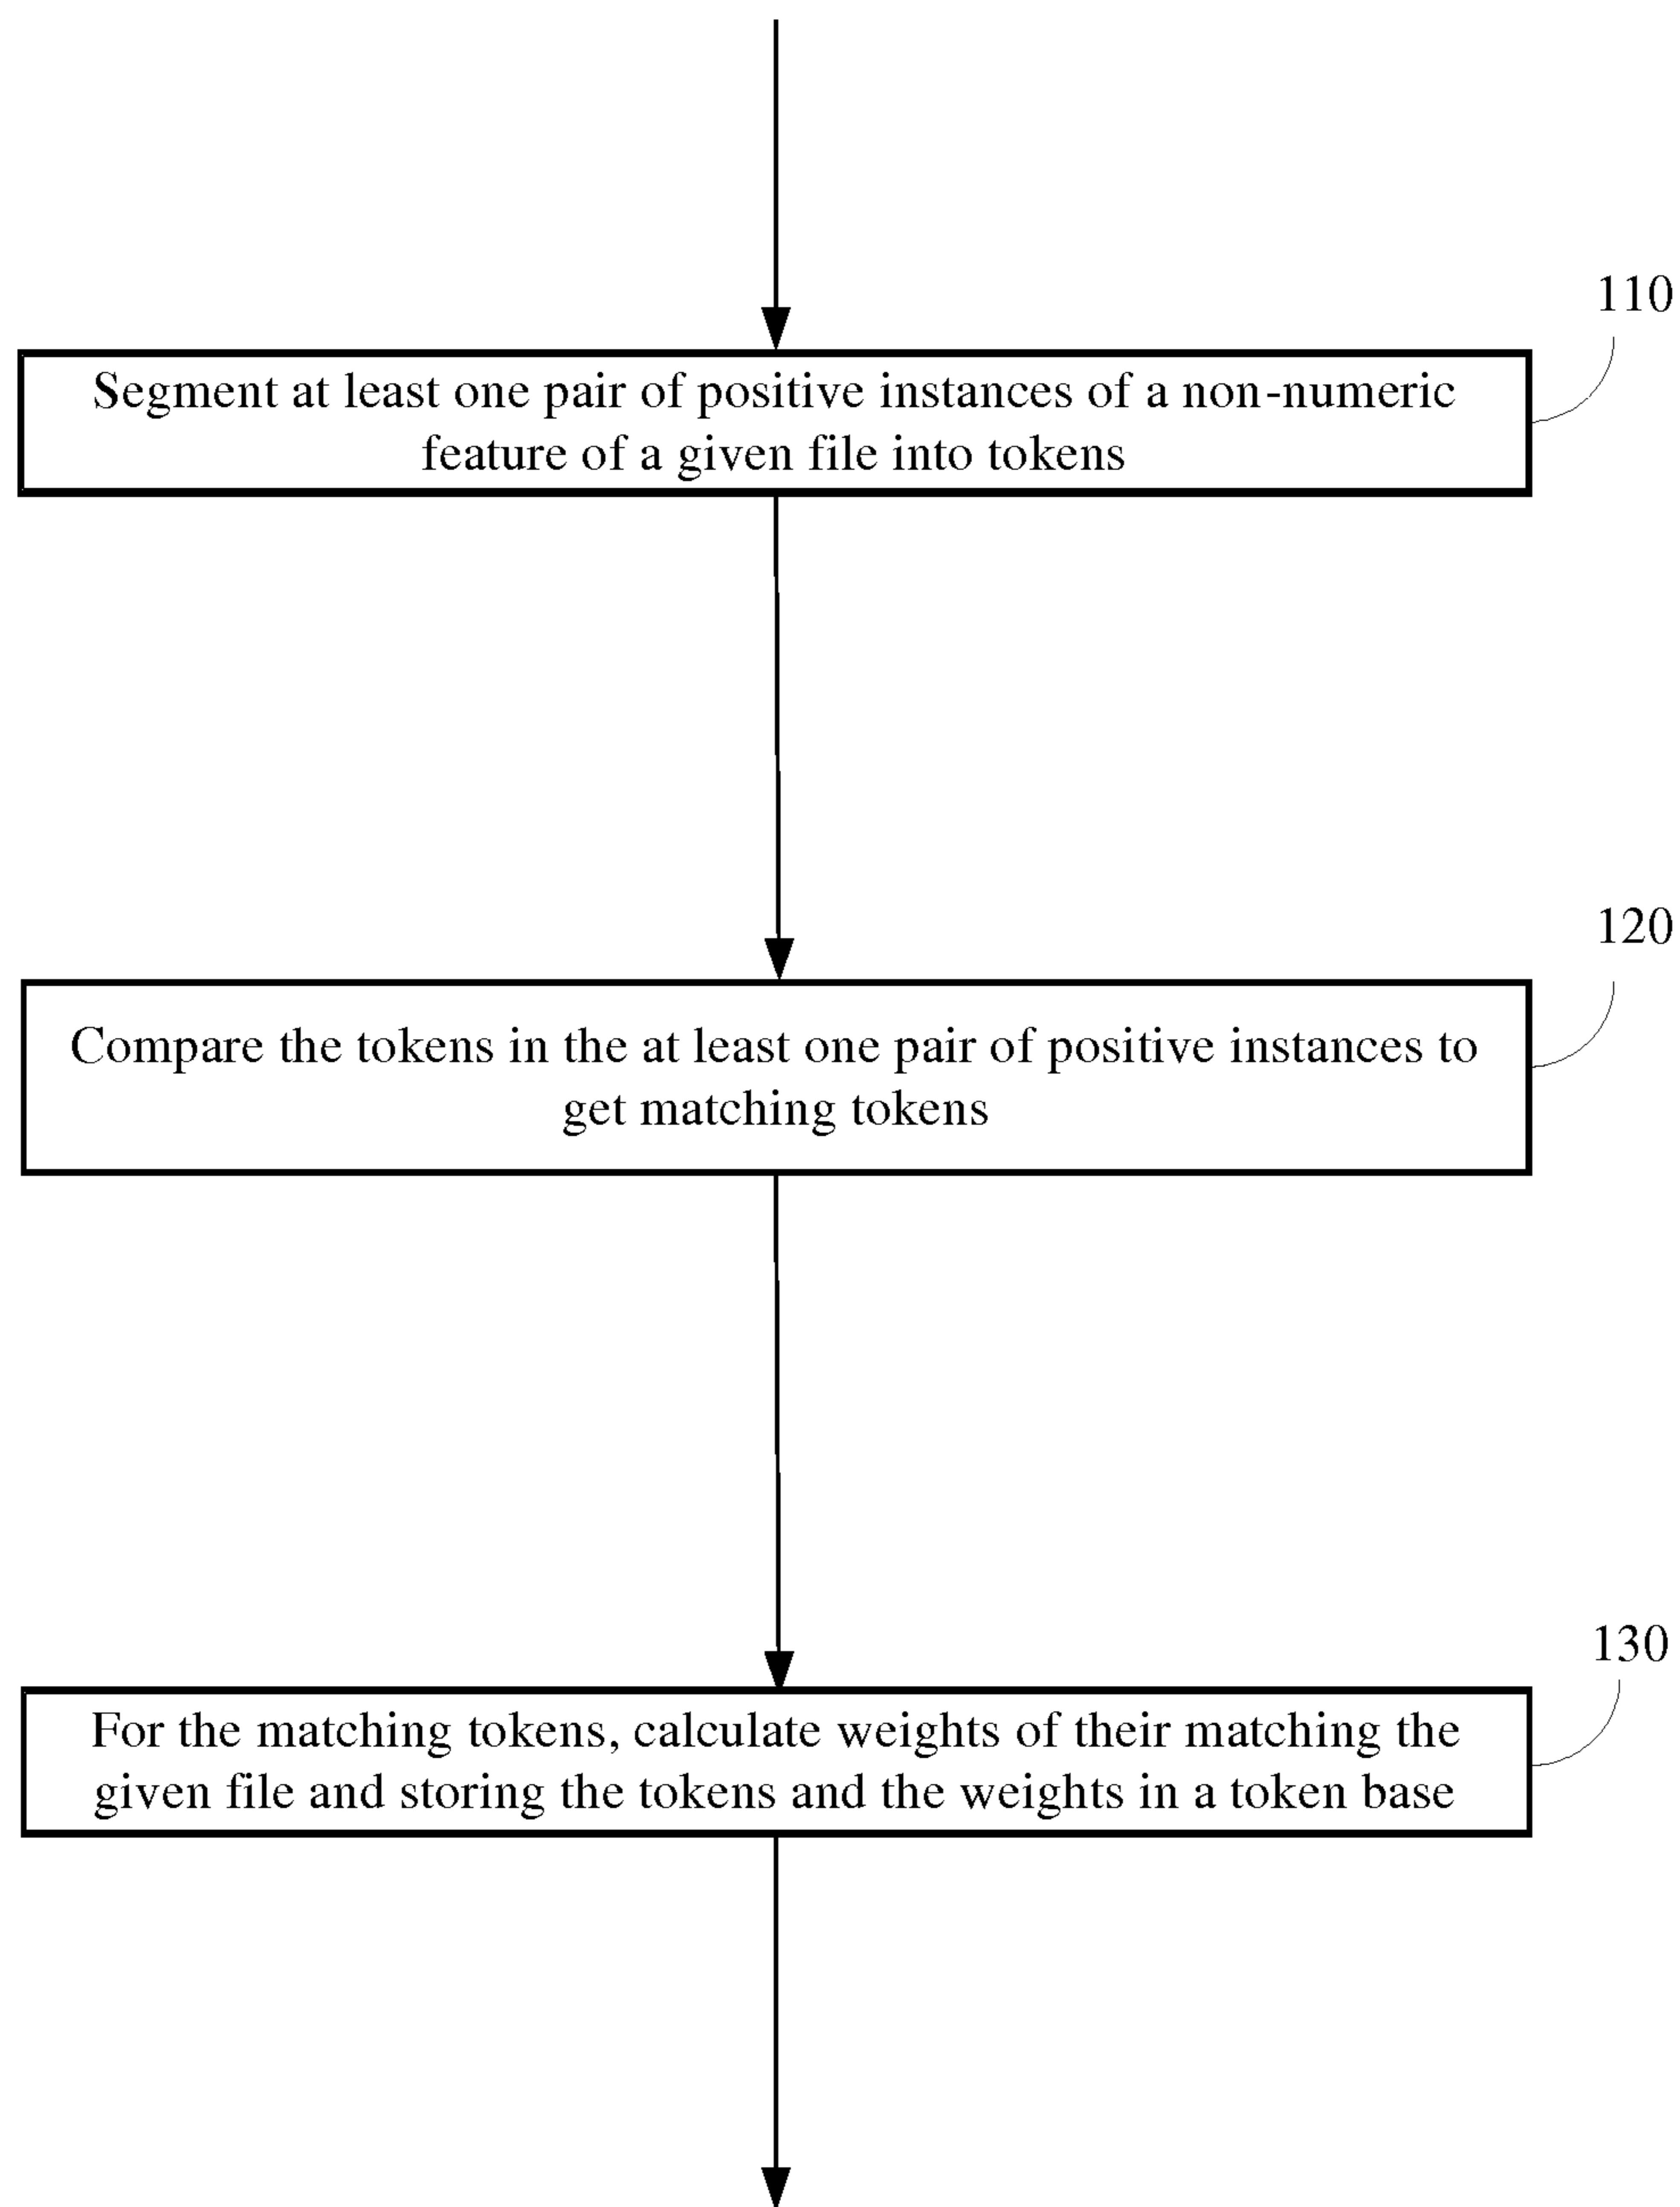 110
Segment at least one pair of positive instances of a non-numeric
feature of a given file into tokens
120
Compare the tokens in the at least one pair of positive instances to
get matching tokens
130
For the matching tokens, calculate weights of their matching the
given file and storing the tokens and the weights in a token base